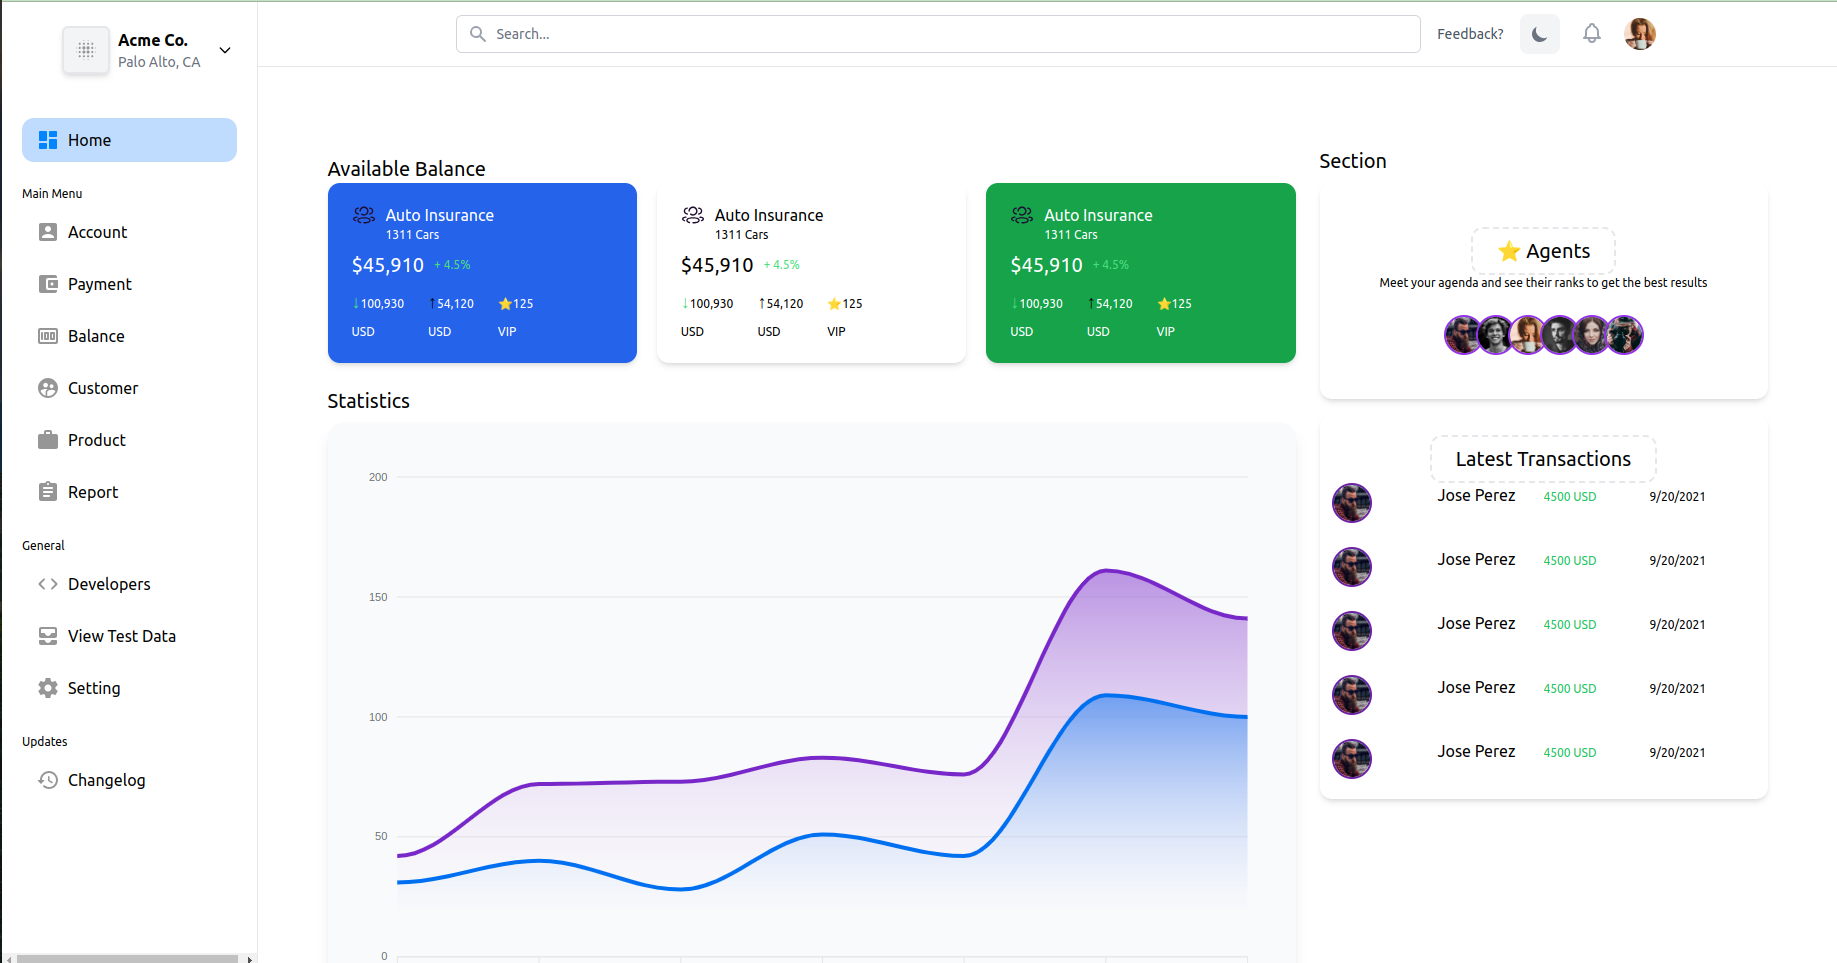 Acme Co.
Palo Alto, CA
Search...
Feedback?
Home
Main Menu
Account
Payment
Balance
Customer
Product
Report
General
Developers
View Test Data
Setting
Updates
Changelog
Available Balance
Auto Insurance
1311 Cars
$45,910 + 4.5%
↓100,930 ↑54,120 ⭐125
USD USD VIP
Auto Insurance
1311 Cars
$45,910 + 4.5%
↓100,930 ↑54,120 ⭐125
USD USD VIP
Auto Insurance
1311 Cars
$45,910 + 4.5%
↓100,930 ↑54,120 ⭐125
USD USD VIP
Statistics
200
150
100
50
0
Section
⭐ Agents
Meet your agenda and see their ranks to get the best results
Latest Transactions
Jose Perez 4500 USD 9/20/2021
Jose Perez 4500 USD 9/20/2021
Jose Perez 4500 USD 9/20/2021
Jose Perez 4500 USD 9/20/2021
Jose Perez 4500 USD 9/20/2021